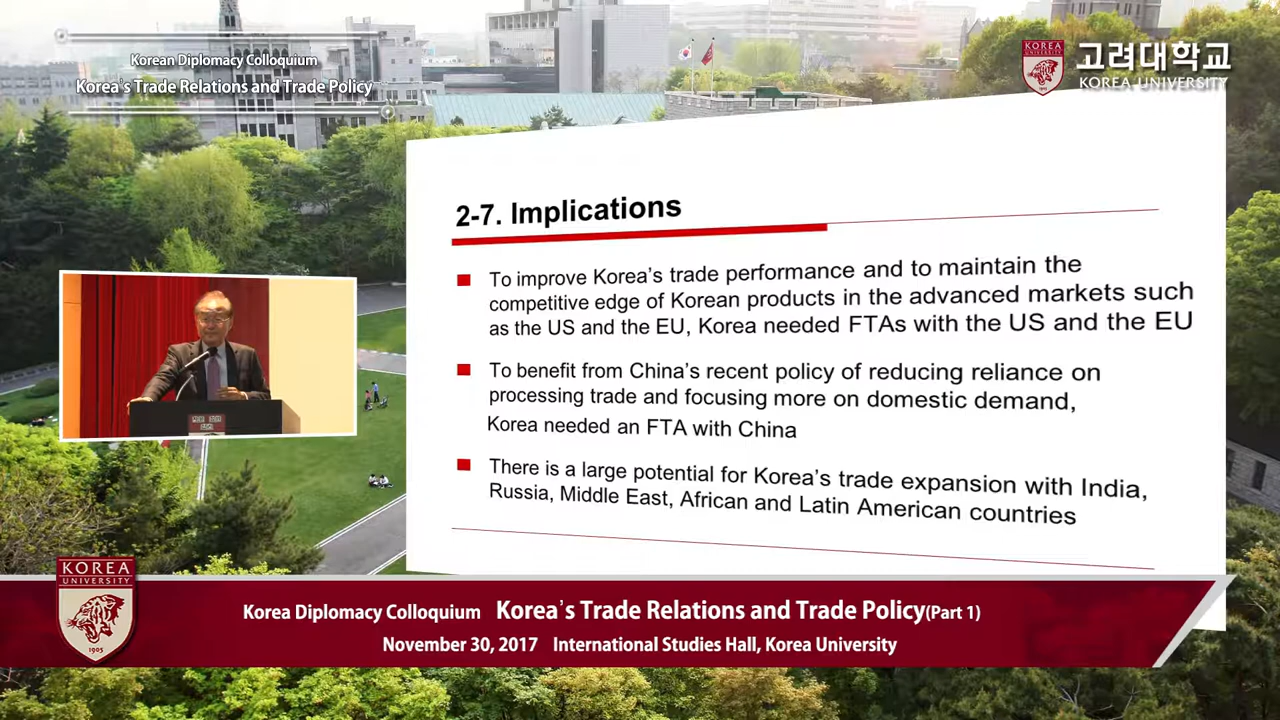 Korean Diplomacy Colloquium
Korea's Trade Relations and Trade Policy
KOREA
UNIVERSITY
1905
고려대학교
KOREA UNIVERSITY
2-7. Implications
To improve Korea's trade performance and to maintain the
competitive edge of Korean products in the advanced markets such
as the US and the EU, Korea needed FTAs with the US and the EU
To benefit from China's recent policy of reducing reliance on
processing trade and focusing more on domestic demand,
Korea needed an FTA with China
There is a large potential for Korea's trade expansion with India,
Russia, Middle East, African and Latin American countries
KOREA
UNIVERSITY
1905
Korea Diplomacy Colloquium Korea's Trade Relations and Trade Policy(Part 1)
November 30, 2017 International Studies Hall, Korea University